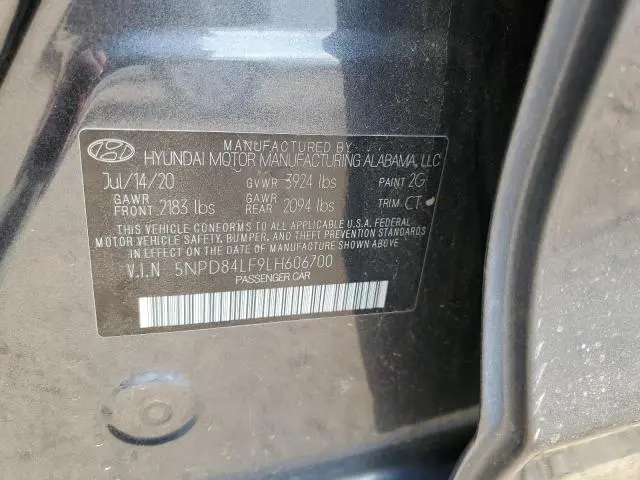 MANUFACTURED BY
HYUNDAI MOTOR MANUFACTURING ALABAMA, LLC
Jul/14/20 GVWR 3924 lbs PAINT 2G
GAWR FRONT 2183 lbs GAWR REAR 2094 lbs TRIM CT
THIS VEHICLE CONFORMS TO ALL APPLICABLE U.S.A. FEDERAL
MOTOR VEHICLE SAFETY, BUMPER, AND THEFT PREVENTION STANDARDS
IN EFFECT ON THE DATE OF MANUFACTURE SHOWN ABOVE.
V.I.N 5NPD84LF9LH606700
PASSENGER CAR